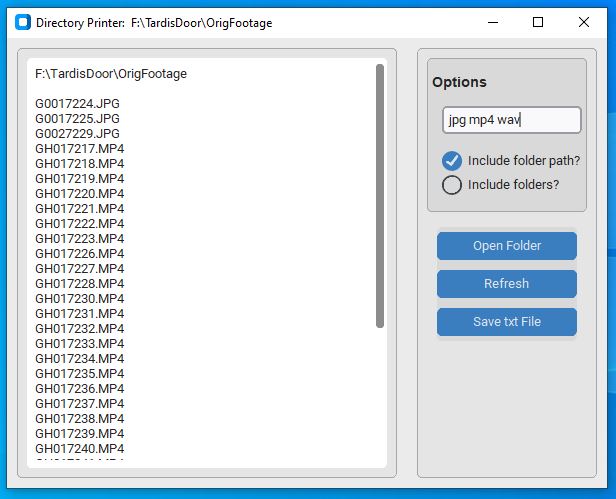 Directory Printer:  F:\TardisDoor\OrigFootage
F:\TardisDoor\OrigFootage
G0017224.JPG
G0017225.JPG
G0027229.JPG
GH017217.MP4
GH017218.MP4
GH017219.MP4
GH017220.MP4
GH017221.MP4
GH017222.MP4
GH017223.MP4
GH017226.MP4
GH017227.MP4
GH017228.MP4
GH017230.MP4
GH017231.MP4
GH017232.MP4
GH017233.MP4
GH017234.MP4
GH017235.MP4
GH017236.MP4
GH017237.MP4
GH017238.MP4
GH017239.MP4
GH017240.MP4
Options
jpg mp4 wav
Include folder path?
Include folders?
Open Folder
Refresh
Save txt File